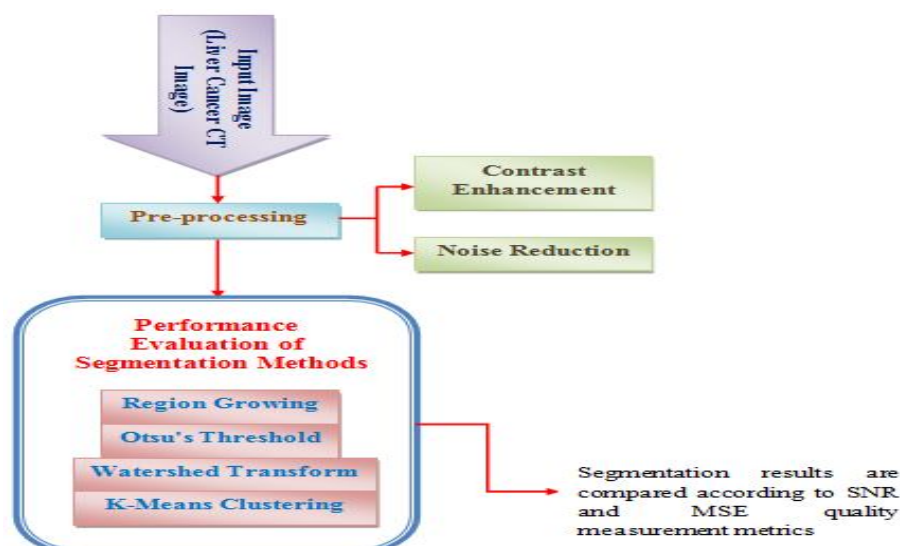 Input Image
(Liver Cancer CT
Image)
Contrast
Enhancement
Pre-processing
Noise Reduction
Performance
Evaluation of
Segmentation Methods
Region Growing
Otsu's Threshold
Watershed Transform
K-Means Clustering
Segmentation results are
compared according to SNR
and MSE quality
measurement metrics